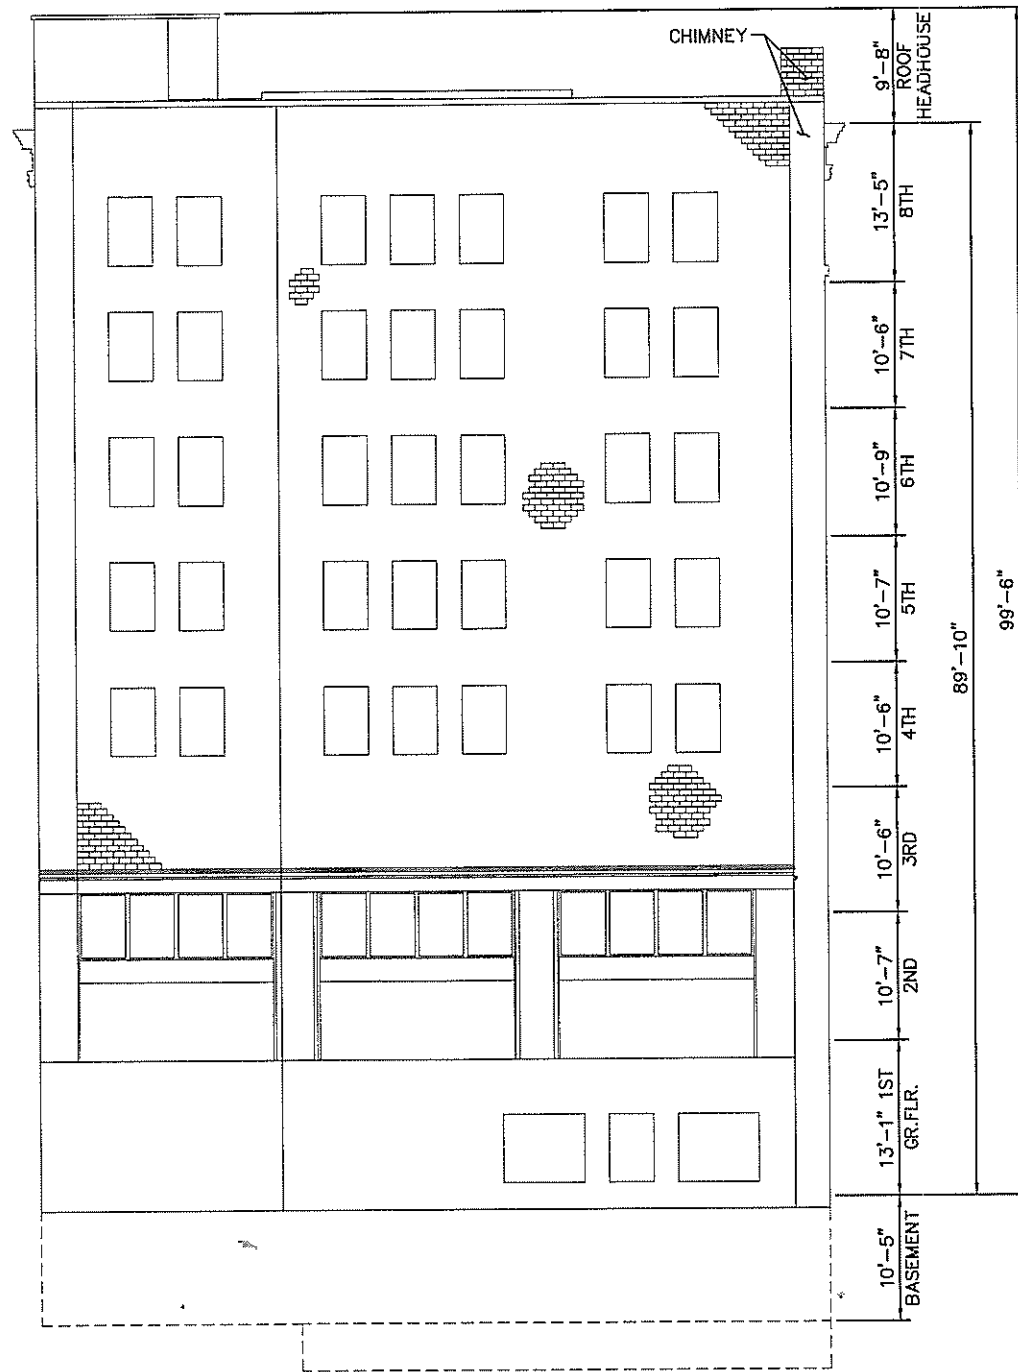 CHIMNEY
9'-8"
ROOF
HEADHOUSE
13'-5"
8TH
10'-6"
7TH
10'-9"
6TH
10'-7"
5TH
10'-6"
4TH
10'-6"
3RD
10'-7"
2ND
13'-1" 1ST
GR.FLR.
10'-5"
BASEMENT
89'-10"
99'-6"